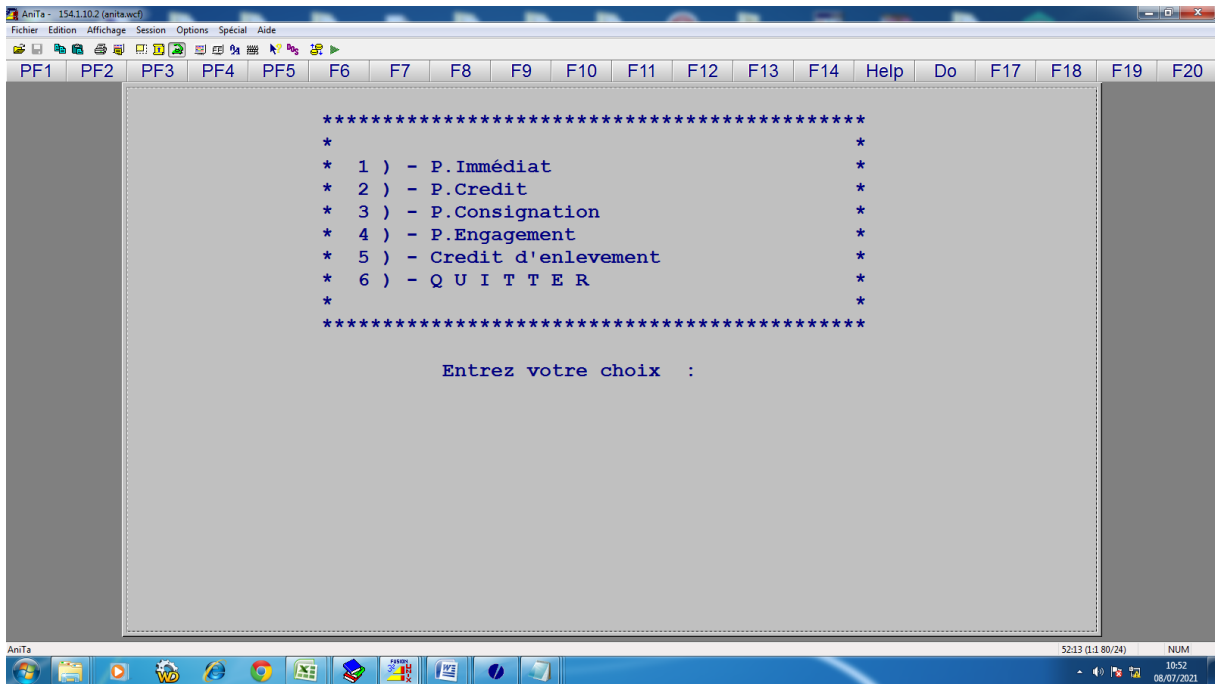 AniTa - 154.1.10.2 (anita.wcf)
Fichier Edition Affichage Session Options Spécial Aide
PF1 PF2 PF3 PF4 PF5 F6 F7 F8 F9 F10 F11 F12 F13 F14 Help Do F17 F18 F19 F20
*********************************************
* *
* 1 ) - P.Immédiat *
* 2 ) - P.Credit *
* 3 ) - P.Consignation *
* 4 ) - P.Engagement *
* 5 ) - Credit d'enlevement *
* 6 ) - Q U I T T E R *
* *
*********************************************
Entrez votre choix :
AniTa 52:13 (1:1 80/24) NUM
10:52
08/07/2021